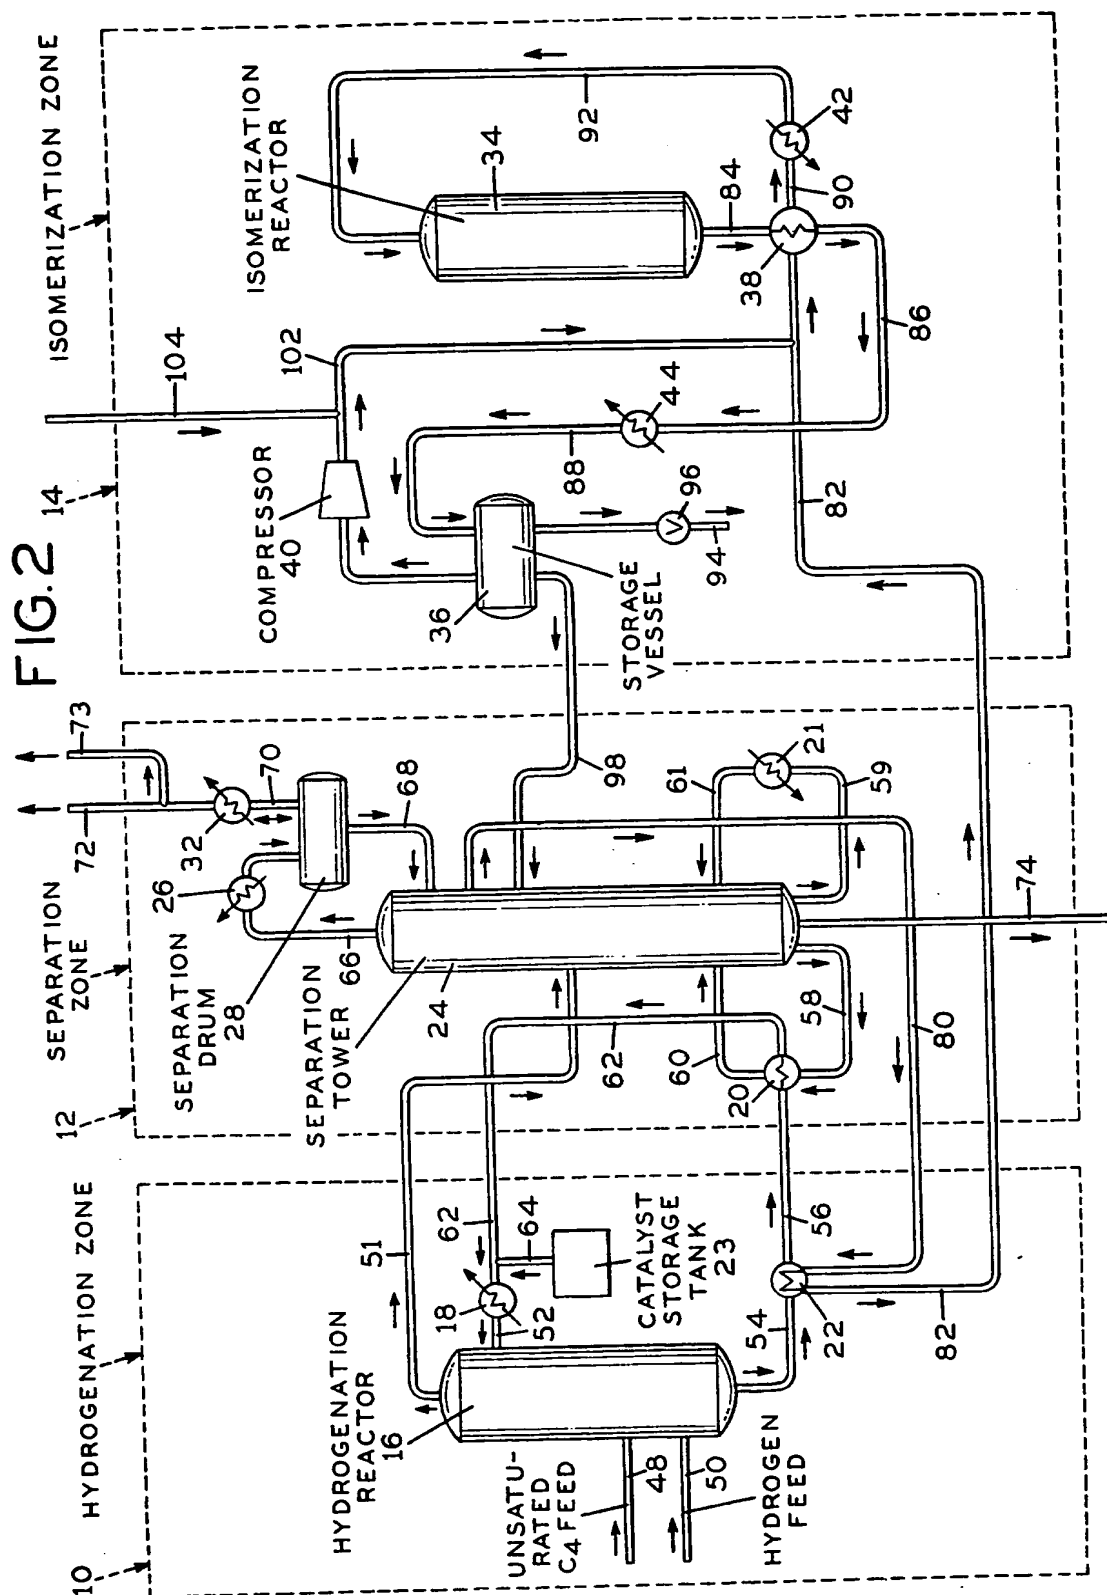 FIG.2
10
HYDROGENATION ZONE
12
SEPARATION
ZONE
14
ISOMERIZATION ZONE
72
73
104
32
70
26
SEPARATION
DRUM
28
66
68
SEPARATION
TOWER
24
COMPRESSOR
40
102
ISOMERIZATION
REACTOR
34
92
36
STORAGE
VESSEL
88
44
96
94
84
38
90
42
86
82
98
51
62
62
64
18
52
HYDROGENATION
REACTOR
16
CATALYST
STORAGE
TANK
23
61
21
59
60
20
58
80
74
56
54
22
82
UNSATU-
RATED
C4 FEED
48
50
HYDROGEN
FEED